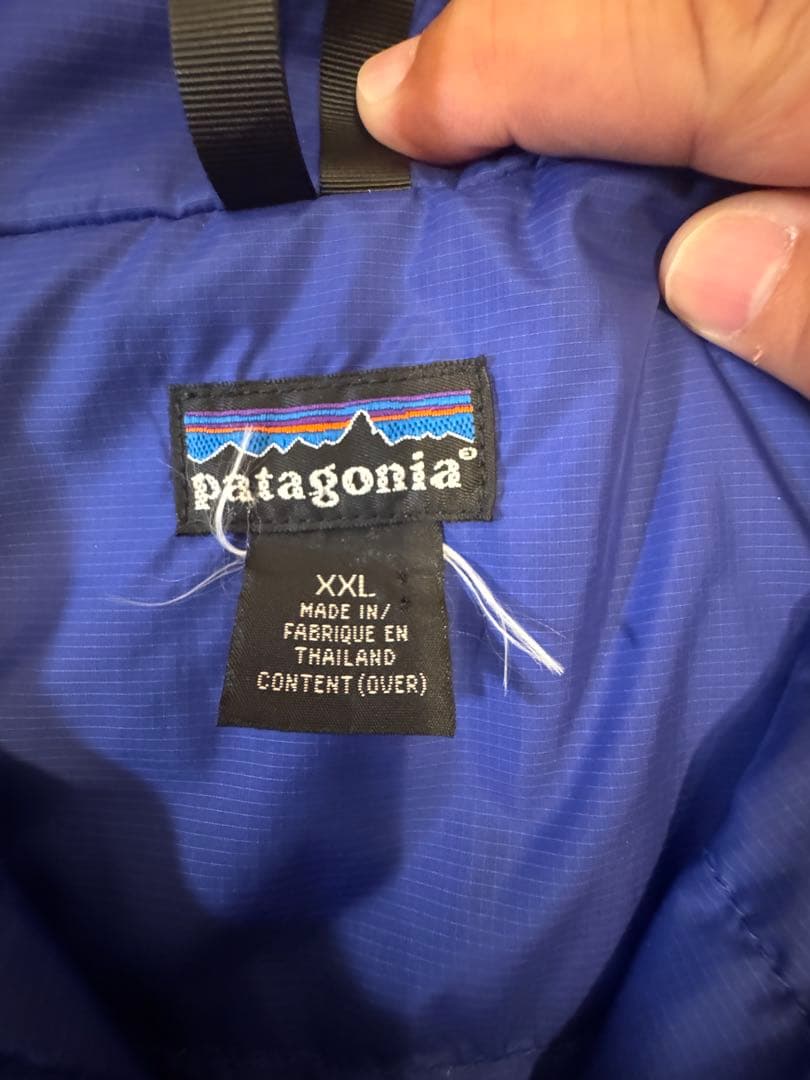 patagonia®
XXL
MADE IN/
FABRIQUE EN
THAILAND
CONTENT(OVER)